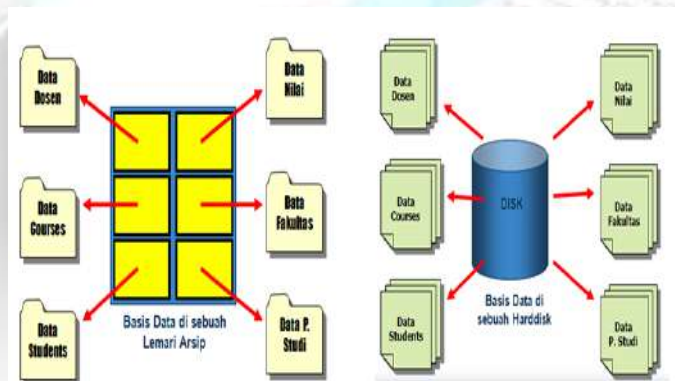 Data
Dosen
Data
Nilai
Data
Courses
Data
Fakultas
Data
Students
Data P.
Studi
Basis Data di sebuah
Lemari Arsip
Data
Dosen
Data
Nilai
Data
Courses
DISK
Data
Fakultas
Data
Students
Data
P. Studi
Basis Data di
sebuah Harddisk